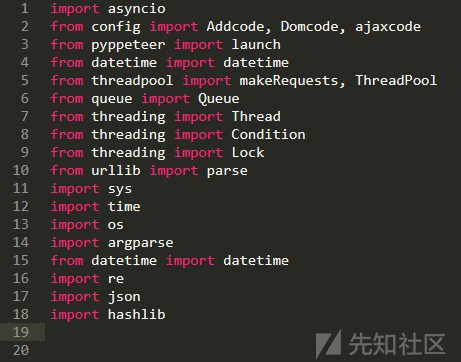 1 import asyncio
2 from config import Addcode, Domcode, ajaxcode
3 from pyppeteer import launch
4 from datetime import datetime
5 from threadpool import makeRequests, ThreadPool
6 from queue import Queue
7 from threading import Thread
8 from threading import Condition
9 from threading import Lock
10 from urllib import parse
11 import sys
12 import time
13 import os
14 import argparse
15 from datetime import datetime
16 import re
17 import json
18 import hashlib
19
20
先知社区